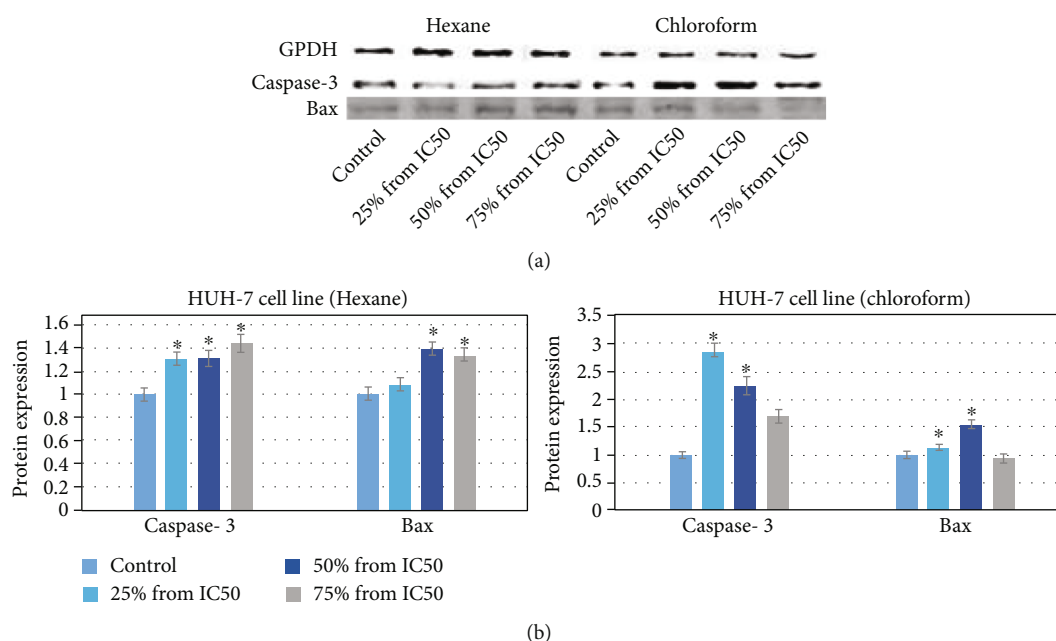 Hexane Chloroform
GPDH
Caspase-3
Bax
Control 25% from IC50 50% from IC50 75% from IC50 Control 25% from IC50 50% from IC50 75% from IC50
(a)
HUH-7 cell line (Hexane)
Protein expression
1.6
1.4
1.2
1
0.8
0.6
0.4
0.2
0
* * * * *
Caspase- 3 Bax
HUH-7 cell line (chloroform)
Protein expression
3.5
3
2.5
2
1.5
1
0.5
0
* * * *
Caspase- 3 Bax
Control
25% from IC50
50% from IC50
75% from IC50
(b)